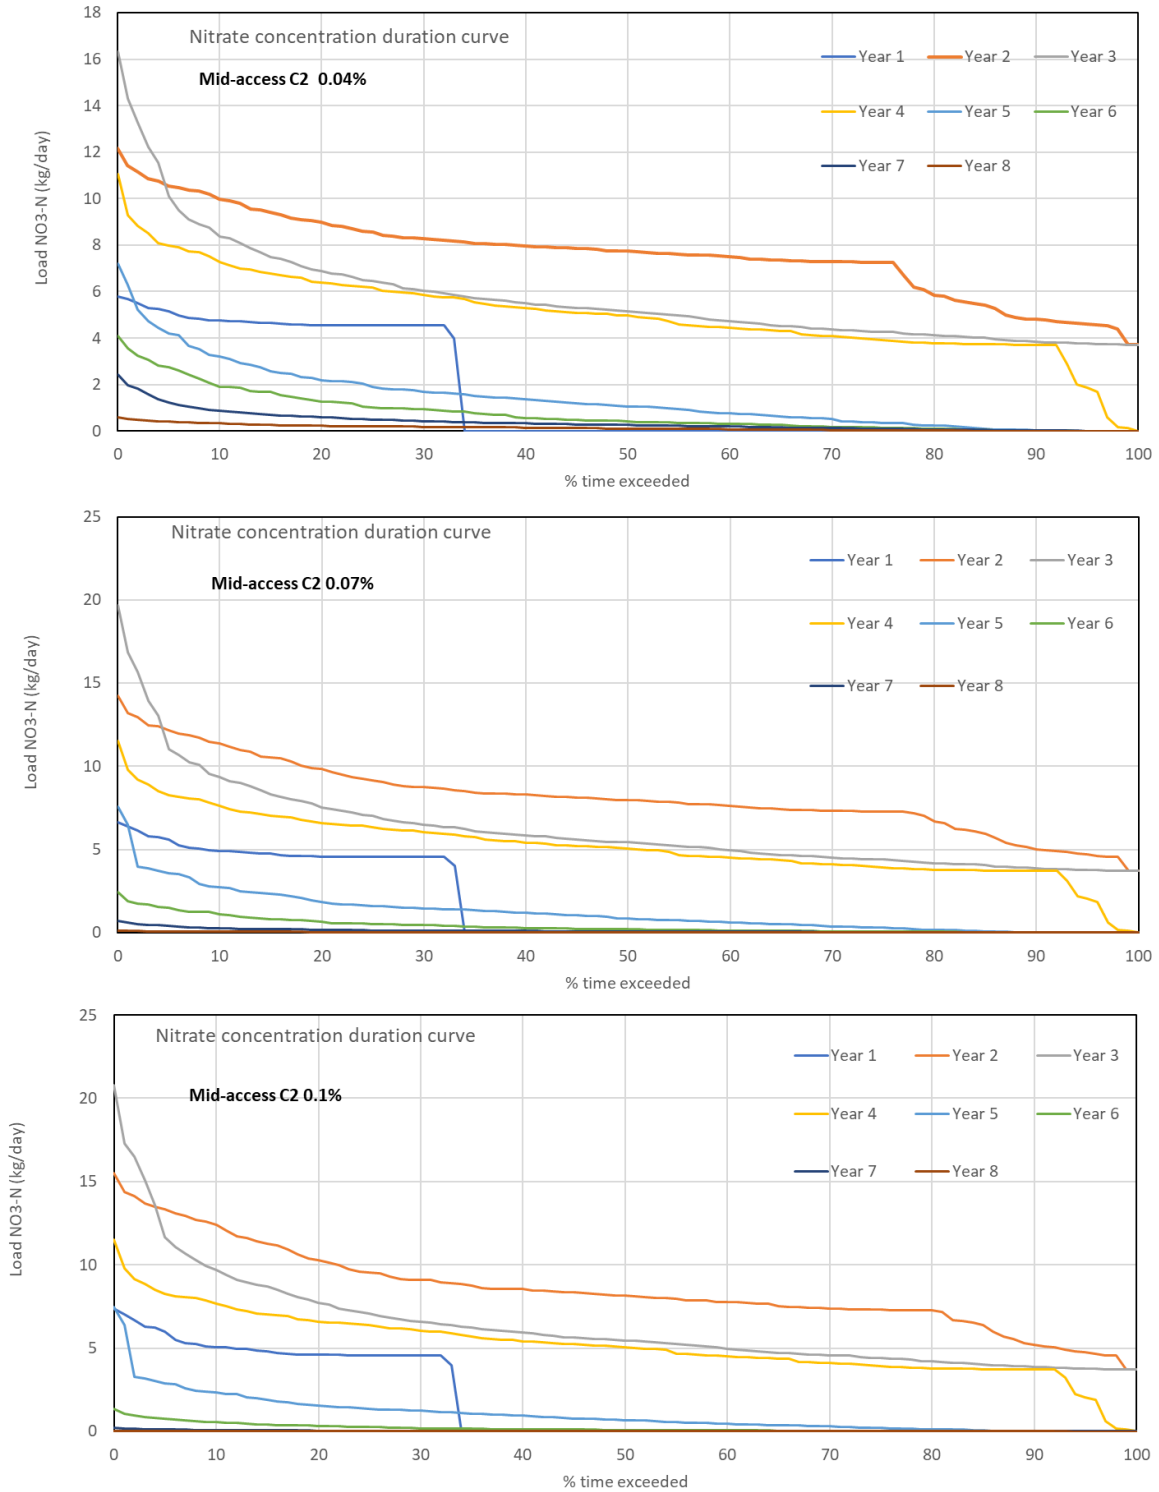 Nitrate concentration duration curve
Mid-access C2 0.04%
Year 1 Year 2 Year 3
Year 4 Year 5 Year 6
Year 7 Year 8
Load NO3-N (kg/day)
18
16
14
12
10
8
6
4
2
0
0 10 20 30 40 50 60 70 80 90 100
% time exceeded
Nitrate concentration duration curve
Mid-access C2 0.07%
Year 1 Year 2 Year 3
Year 4 Year 5 Year 6
Year 7 Year 8
Load NO3-N (kg/day)
25
20
15
10
5
0
0 10 20 30 40 50 60 70 80 90 100
% time exceeded
Nitrate concentration duration curve
Mid-access C2 0.1%
Year 1 Year 2 Year 3
Year 4 Year 5 Year 6
Year 7 Year 8
Load NO3-N (kg/day)
25
20
15
10
5
0
0 10 20 30 40 50 60 70 80 90 100
% time exceeded